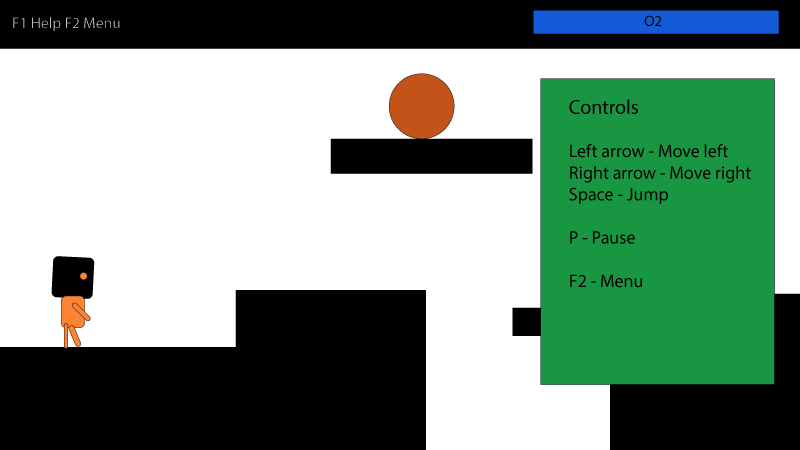 F1 Help F2 Menu
O2
Controls
Left arrow - Move left
Right arrow - Move right
Space - Jump
P - Pause
F2 - Menu